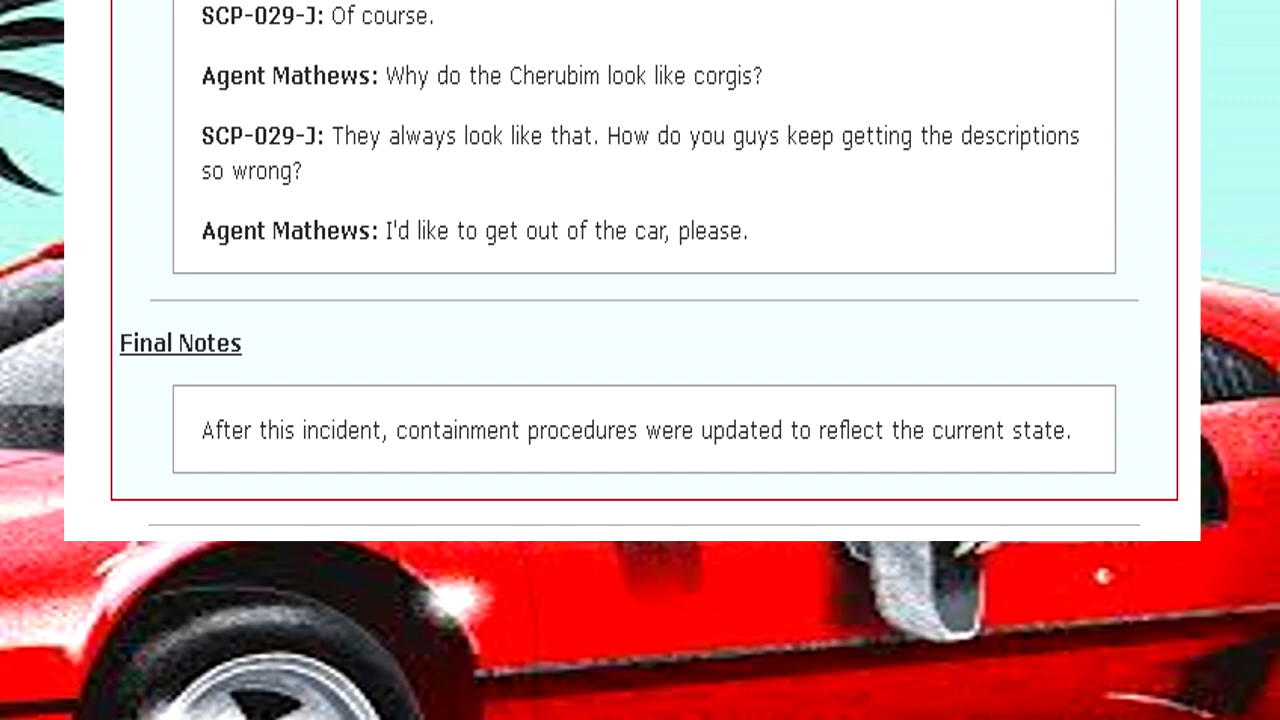 SCP-029-J: Of course.
Agent Mathews: Why do the Cherubim look like corgis?
SCP-029-J: They always look like that. How do you guys keep getting the descriptions
so wrong?
Agent Mathews: I'd like to get out of the car, please.
Final Notes
After this incident, containment procedures were updated to reflect the current state.